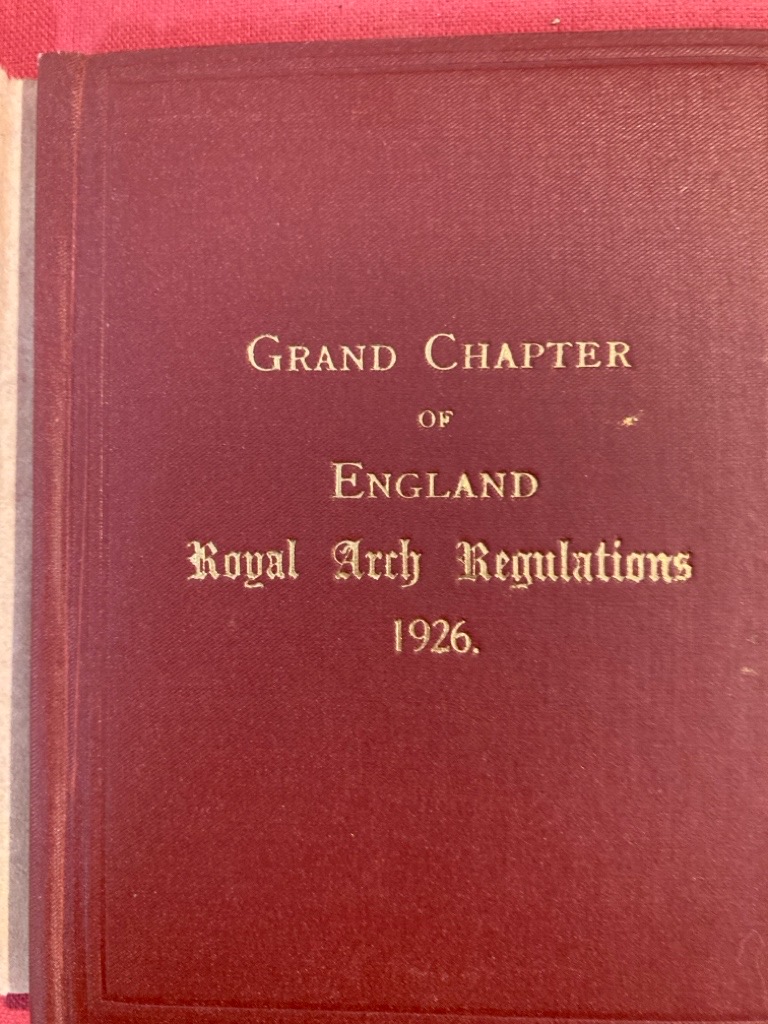 GRAND CHAPTER
OF
ENGLAND
Royal Arch Regulations
1926.